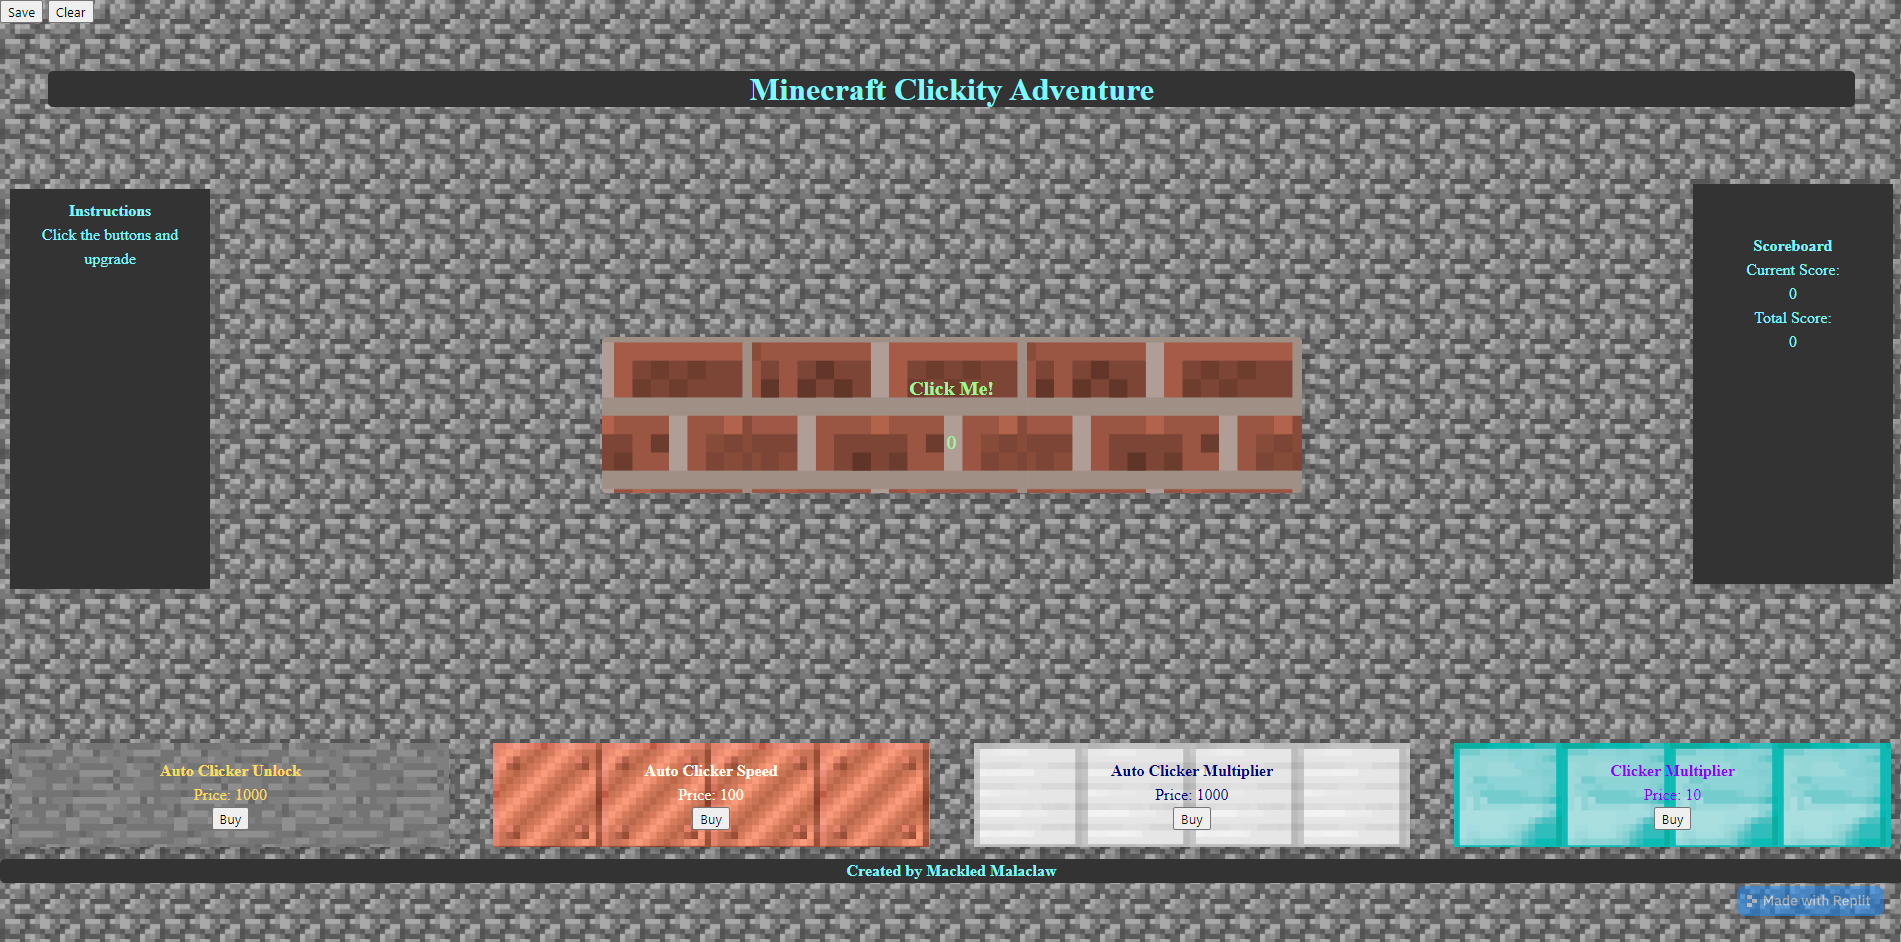 Save Clear
Minecraft Clickity Adventure
Instructions
Click the buttons and
upgrade
Scoreboard
Current Score:
0
Total Score:
0
Click Me!
0
Auto Clicker Unlock
Price: 1000
Buy
Auto Clicker Speed
Price: 100
Buy
Auto Clicker Multiplier
Price: 1000
Buy
Clicker Multiplier
Price: 10
Buy
Created by Mackled Malaclaw
Made with Replit